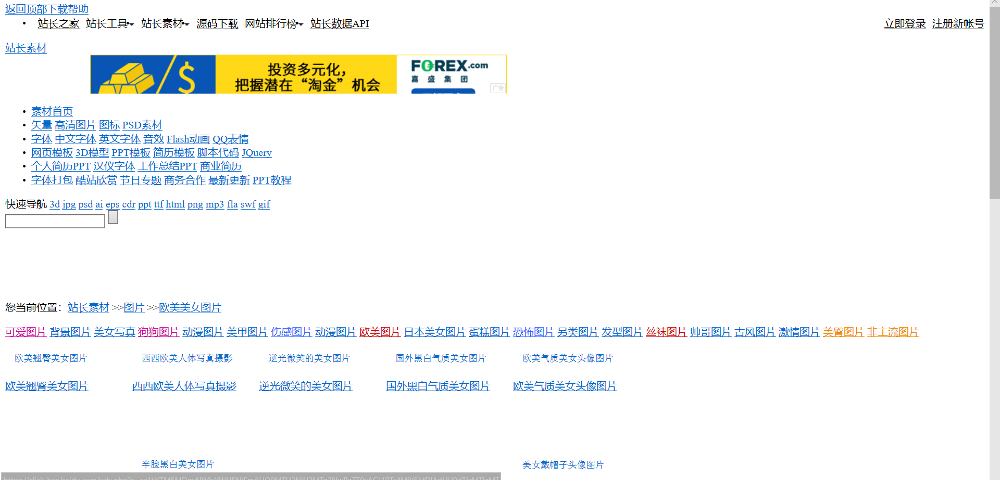 返回顶部下载帮助
站长之家 站长工具 站长素材 源码下载 网站排行榜 站长数据API 立即登录 注册新帐号
站长素材
投资多元化，
把握潜在“淘金”机会
FOREX.com
嘉盛集团
广告
素材首页
矢量 高清图片 图标 PSD素材
字体 中文字体 英文字体 音效 Flash动画 QQ表情
网页模板 3D模型 PPT模板 简历模板 脚本代码 JQuery
个人简历PPT 汉仪字体 工作总结PPT 商业简历
字体打包 酷站欣赏 节日专题 商务合作 最新更新 PPT教程
快速导航 3d jpg psd ai eps cdr ppt ttf html png mp3 fla swf gif
您当前位置：站长素材 >>图片 >>欧美美女图片
可爱图片 背景图片 美女写真 狗狗图片 动漫图片 美甲图片 伤感图片 动漫图片 欧美图片 日本美女图片 蛋糕图片 恐怖图片 另类图片 发型图片 丝袜图片 帅哥图片 古风图片 激情图片 美臀图片 非主流图片
欧美翘臀美女图片 西西欧美人体写真摄影 逆光微笑的美女图片 国外黑白气质美女图片 欧美气质美女头像图片
欧美翘臀美女图片 西西欧美人体写真摄影 逆光微笑的美女图片 国外黑白气质美女图片 欧美气质美女头像图片
半脸黑白美女图片 美女戴帽子头像图片